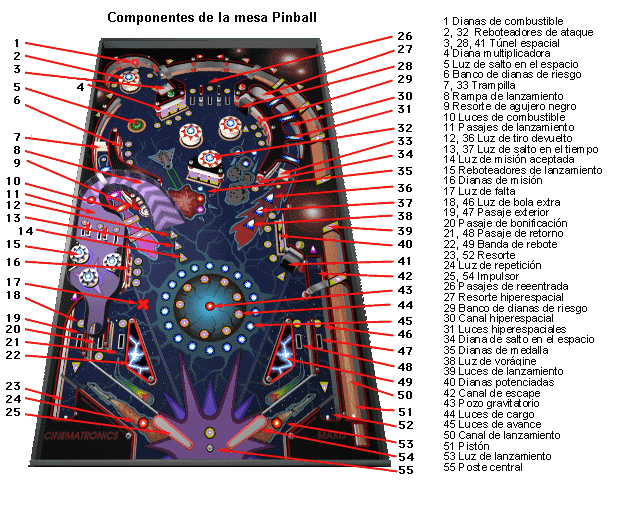 Componentes de la mesa Pinball
1
2
3
4
5
6
7
8
9
10
11
12
13
14
15
16
17
18
19
20
21
22
23
24
25
26
27
28
29
30
31
32
33
34
35
36
37
38
39
40
41
42
43
44
45
46
47
48
49
50
51
52
53
54
55
CINEMATRONICS
MAXIS
1 Dianas de combustible
2, 32 Reboteadores de ataque
3, 28, 41 Túnel espacial
4 Diana multiplicadora
5 Luz de salto en el espacio
6 Banco de dianas de riesgo
7, 33 Trampilla
8 Rampa de lanzamiento
9 Resorte de agujero negro
10 Luces de combustible
11 Pasajes de lanzamiento
12, 36 Luz de tiro devuelto
13, 37 Luz de salto en el tiempo
14 Luz de misión aceptada
15 Reboteadores de lanzamiento
16 Dianas de misión
17 Luz de falta
18, 46 Luz de bola extra
19, 47 Pasaje exterior
20 Pasaje de bonificación
21, 48 Pasaje de retorno
22, 49 Banda de rebote
23, 52 Resorte
24 Luz de repetición
25, 54 Impulsor
26 Pasajes de reeentrada
27 Resorte hiperespacial
29 Banco de dianas de riesgo
30 Canal hiperespacial
31 Luces hiperespaciales
34 Diana de salto en el espacio
35 Dianas de medalla
38 Luz de vorágine
39 Luces de lanzamiento
40 Dianas potenciadas
42 Canal de escape
43 Pozo gravitatorio
44 Luces de cargo
45 Luces de avance
50 Canal de lanzamiento
51 Pistón
53 Luz de lanzamiento
55 Poste central